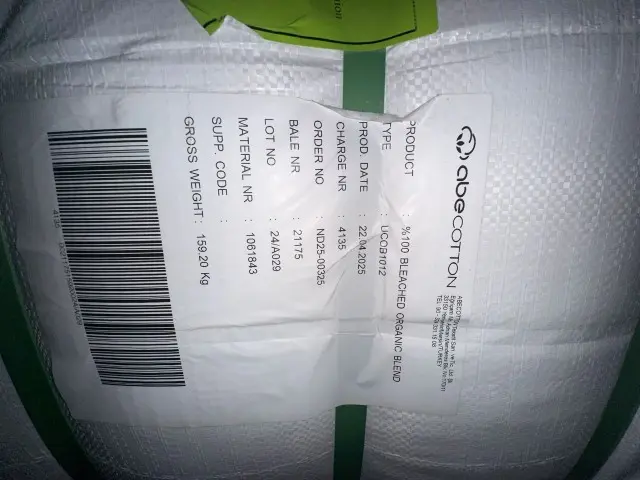 abeCOTTON
PRODUCT : %100 BLEACHED ORGANIC BLEND
TYPE : UCOB1012
PROD. DATE : 22.04.2025
CHARGE NR : 4135
ORDER NO : ND25-00325
BALE NR : 21175
LOT NO : 24/A029
MATERIAL NR : 1061843
SUPP. CODE :
GROSS WEIGHT : 159.20 Kg